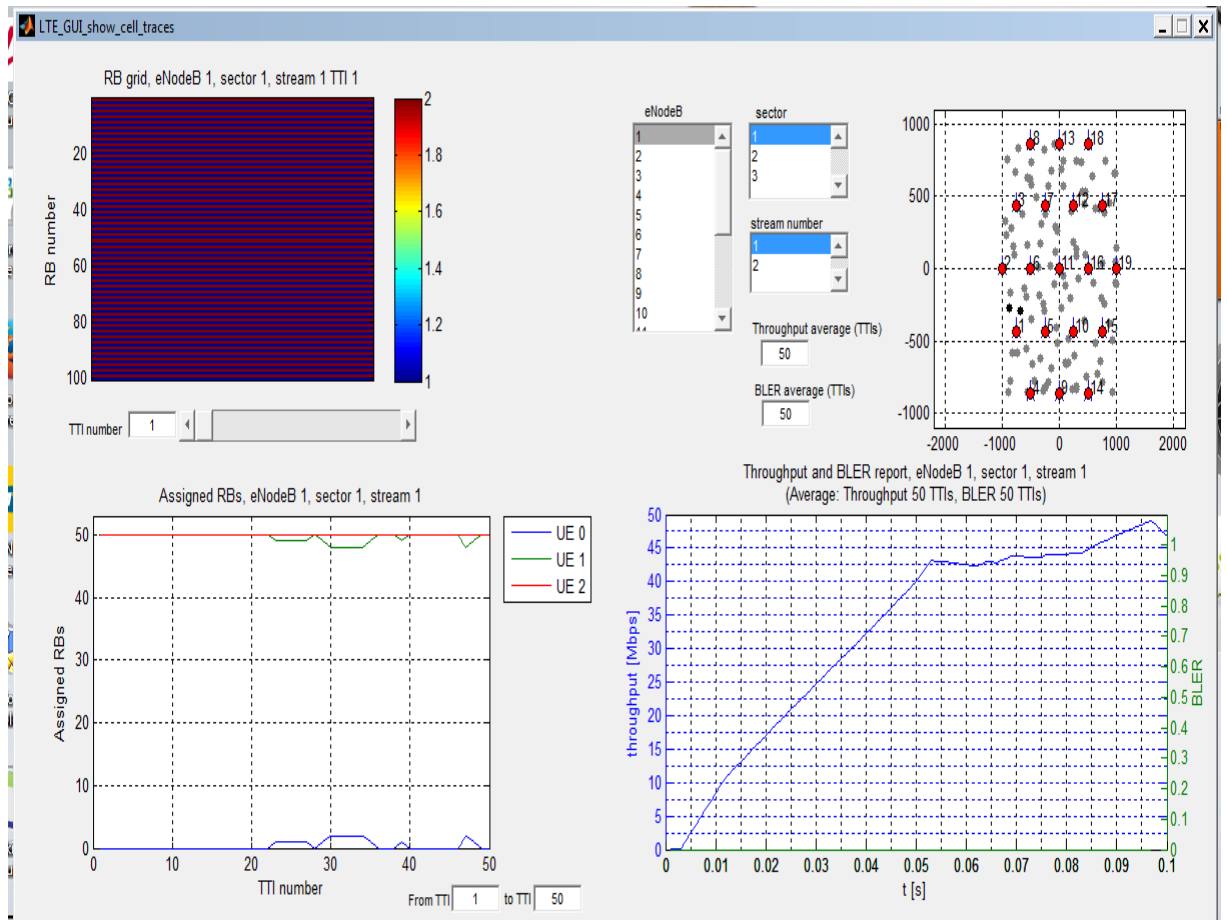 LTE_GUI_show_cell_traces
RB grid, eNodeB 1, sector 1, stream 1 TTI 1
RB number
20
40
60
80
100
2
1.8
1.6
1.4
1.2
1
TTI number 1
eNodeB
1
2
3
4
5
6
7
8
9
10
sector
1
2
3
stream number
1
2
Throughput average (TTIs)
50
BLER average (TTIs)
50
1000
500
0
-500
-1000
-2000 -1000 0 1000 2000
8 13 18
3 7 12 17
2 6 11 16 19
1 5 10 15
4 9 14
Assigned RBs, eNodeB 1, sector 1, stream 1
Assigned RBs
50
40
30
20
10
0
0 10 20 30 40 50
TTI number
UE 0
UE 1
UE 2
From TTI 1 to TTI 50
Throughput and BLER report, eNodeB 1, sector 1, stream 1
(Average: Throughput 50 TTIs, BLER 50 TTIs)
throughput [Mbps]
50
45
40
35
30
25
20
15
10
5
0
0 0.01 0.02 0.03 0.04 0.05 0.06 0.07 0.08 0.09 0.1
t [s]
1
0.9
0.8
0.7
0.6
0.5
0.4
0.3
0.2
0.1
0
BLER